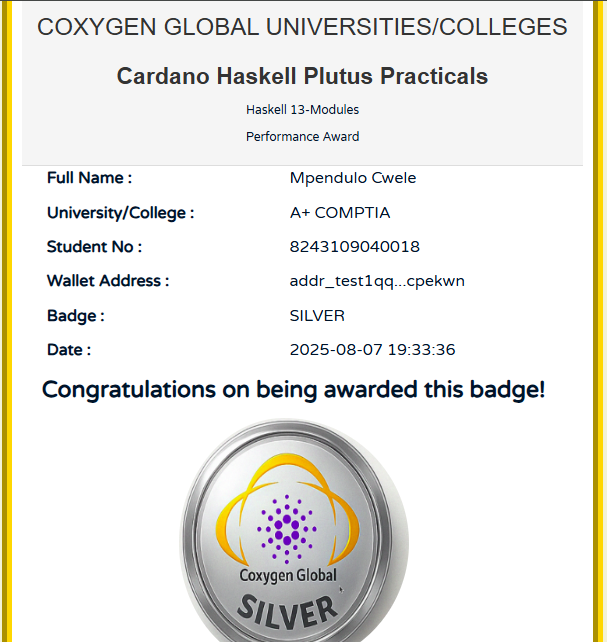 COXYGEN GLOBAL UNIVERSITIES/COLLEGES
Cardano Haskell Plutus Practicals
Haskell 13-Modules
Performance Award
Full Name : Mpendulo Cwele
University/College : A+ COMPTIA
Student No : 8243109040018
Wallet Address : addr_test1qq...cpekwn
Badge : SILVER
Date : 2025-08-07 19:33:36
Congratulations on being awarded this badge!
Coxygen Global
SILVER